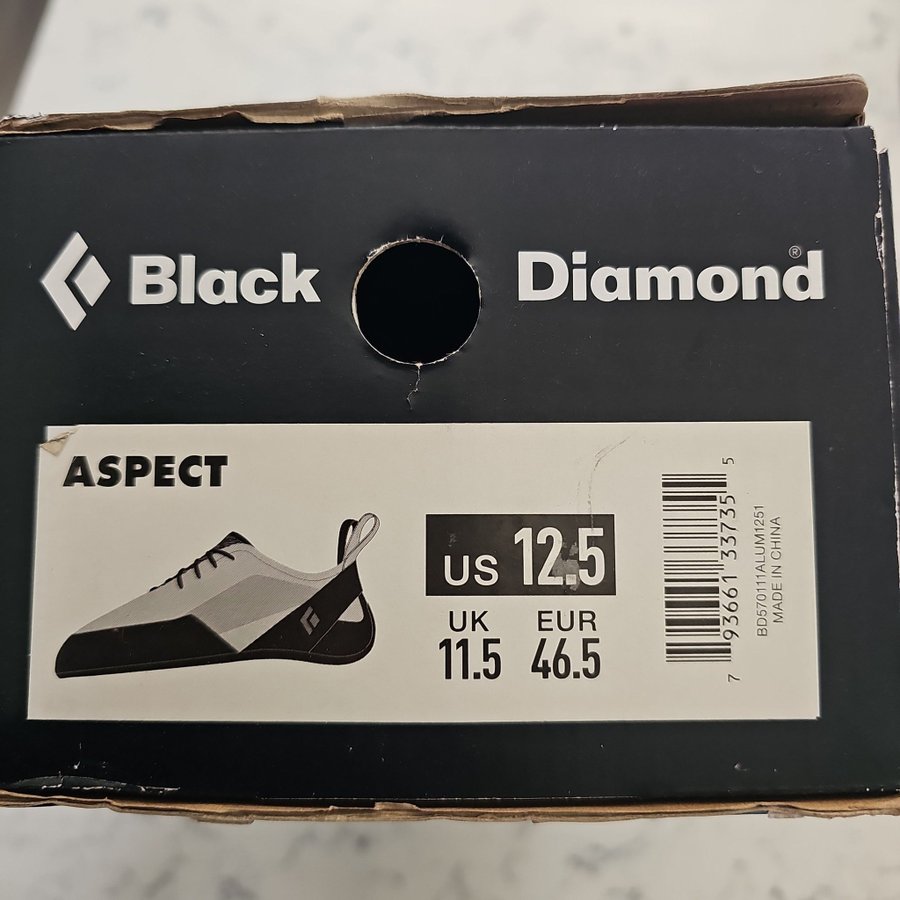 Black Diamond®
ASPECT
US 12.5
UK EUR
11.5 46.5
7 93661 33735 5
BD570111ALUM1251
MADE IN CHINA